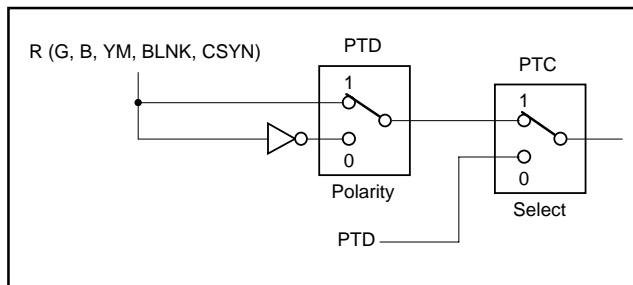 R (G, B, YM, BLNK, CSYN)
PTD
1
0
Polarity
PTC
1
0
Select
PTD